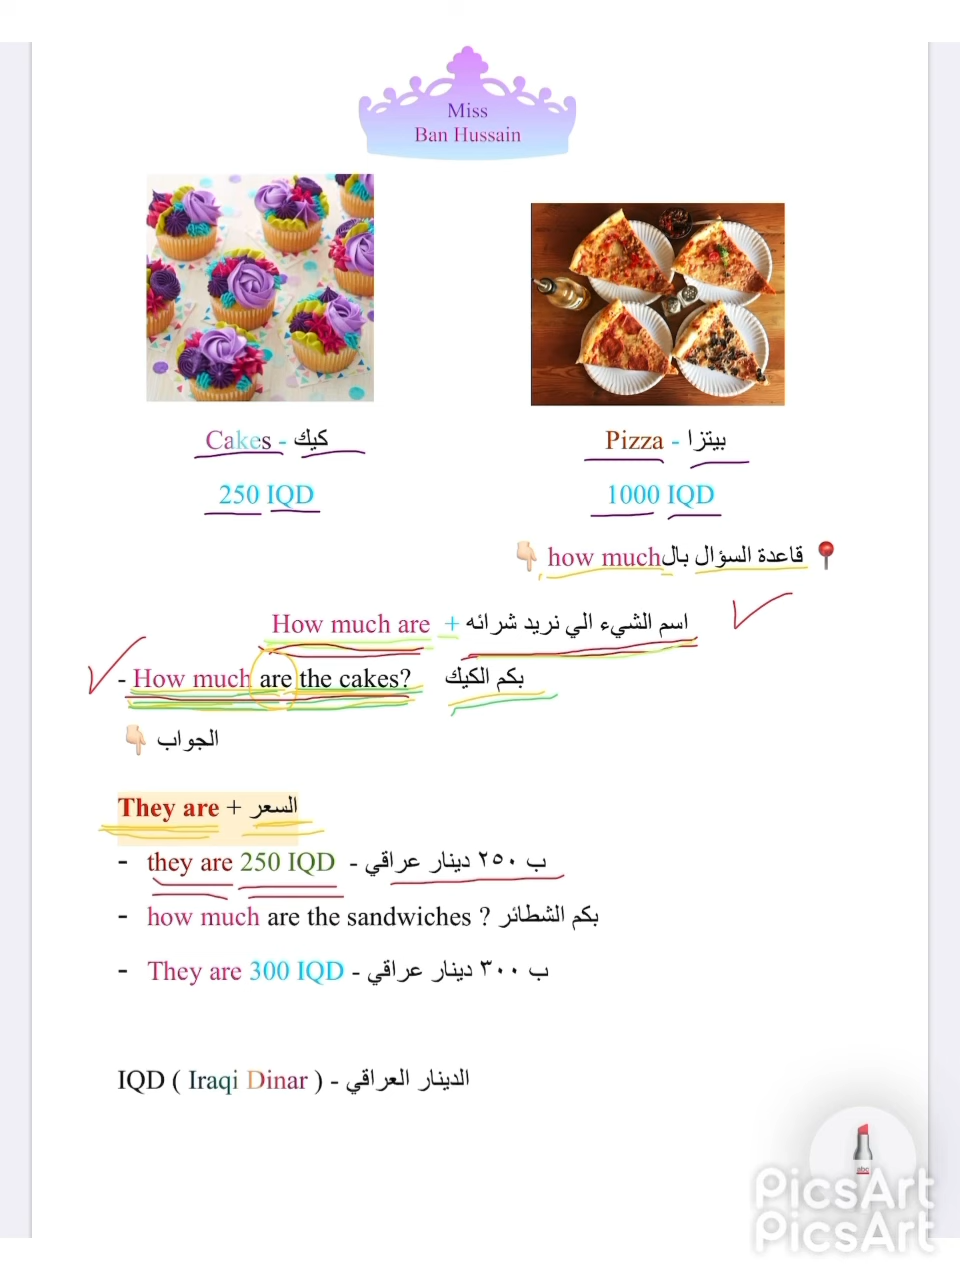 Miss
Ban Hussain
Cakes - كيك
Pizza - بيتزا
250 IQD
1000 IQD
📍 قاعدة السؤال بالhow much 👇🏻
How much are + اسم الشيء الي نريد شرائه
- How much are the cakes? بكم الكيك
👇🏻 الجواب
They are + السعر
- they are 250 IQD - ب ٢٥٠ دينار عراقي
- how much are the sandwiches ? بكم الشطائر
- They are 300 IQD - ب ٣٠٠ دينار عراقي
IQD ( Iraqi Dinar ) - الدينار العراقي
abc
PicsArt
PicsArt